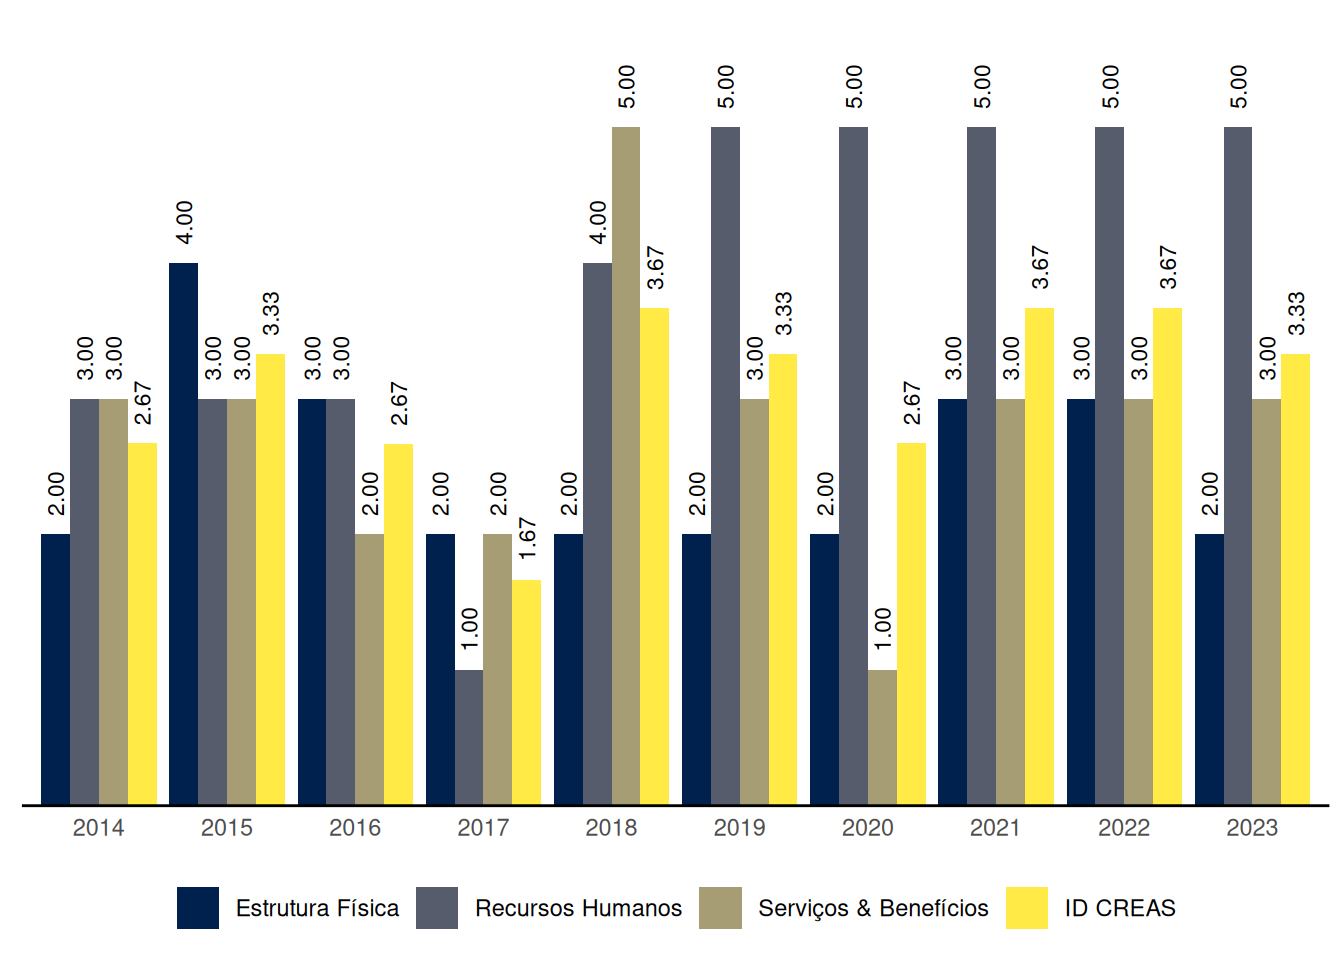 5.00 5.00 5.00 5.00 5.00 5.00
4.00 4.00
3.67 3.67 3.67
3.33 3.33 3.33
3.00 3.00 3.00 3.00 3.00 3.00 3.00 3.00 3.00 3.00 3.00 3.00
2.67 2.67 2.67
2.00 2.00 2.00 2.00 2.00 2.00 2.00 2.00
1.67
1.00 1.00
2014 2015 2016 2017 2018 2019 2020 2021 2022 2023
Estrutura Física Recursos Humanos Serviços & Benefícios ID CREAS